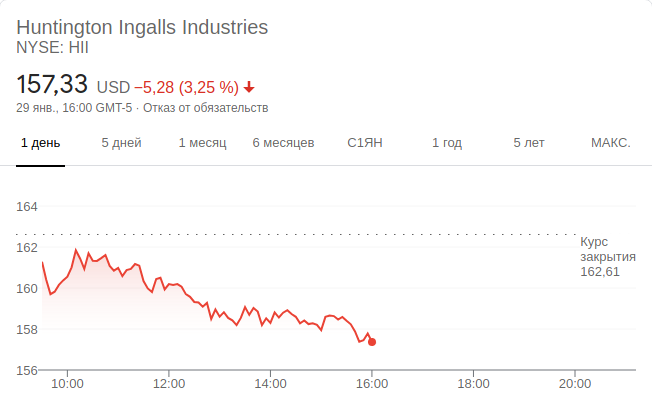 Huntington Ingalls Industries
NYSE: HII
157,33 USD −5,28 (3,25 %)
29 янв., 16:00 GMT-5 · Отказ от обязательств
1 день 5 дней 1 месяц 6 месяцев С1ЯН 1 год 5 лет МАКС.
164
162
Курс
закрытия
162,61
160
158
156
10:00 12:00 14:00 16:00 18:00 20:00